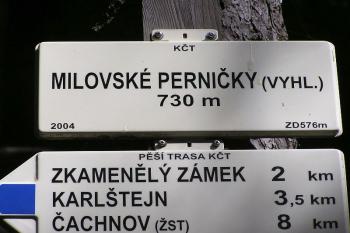 KČT
MILOVSKÉ PERNIČKY (VYHL.)
730 m
2004 ZD576m
PĚŠÍ TRASA KČT
ZKAMENĚLÝ ZÁMEK 2 km
KARLŠTEJN 3,5 km
ČACHNOV (ŽST) 8 km